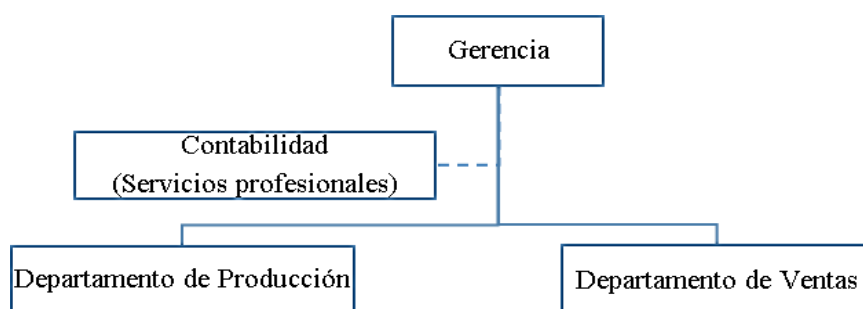 Gerencia
Contabilidad
(Servicios profesionales)
Departamento de Producción
Departamento de Ventas